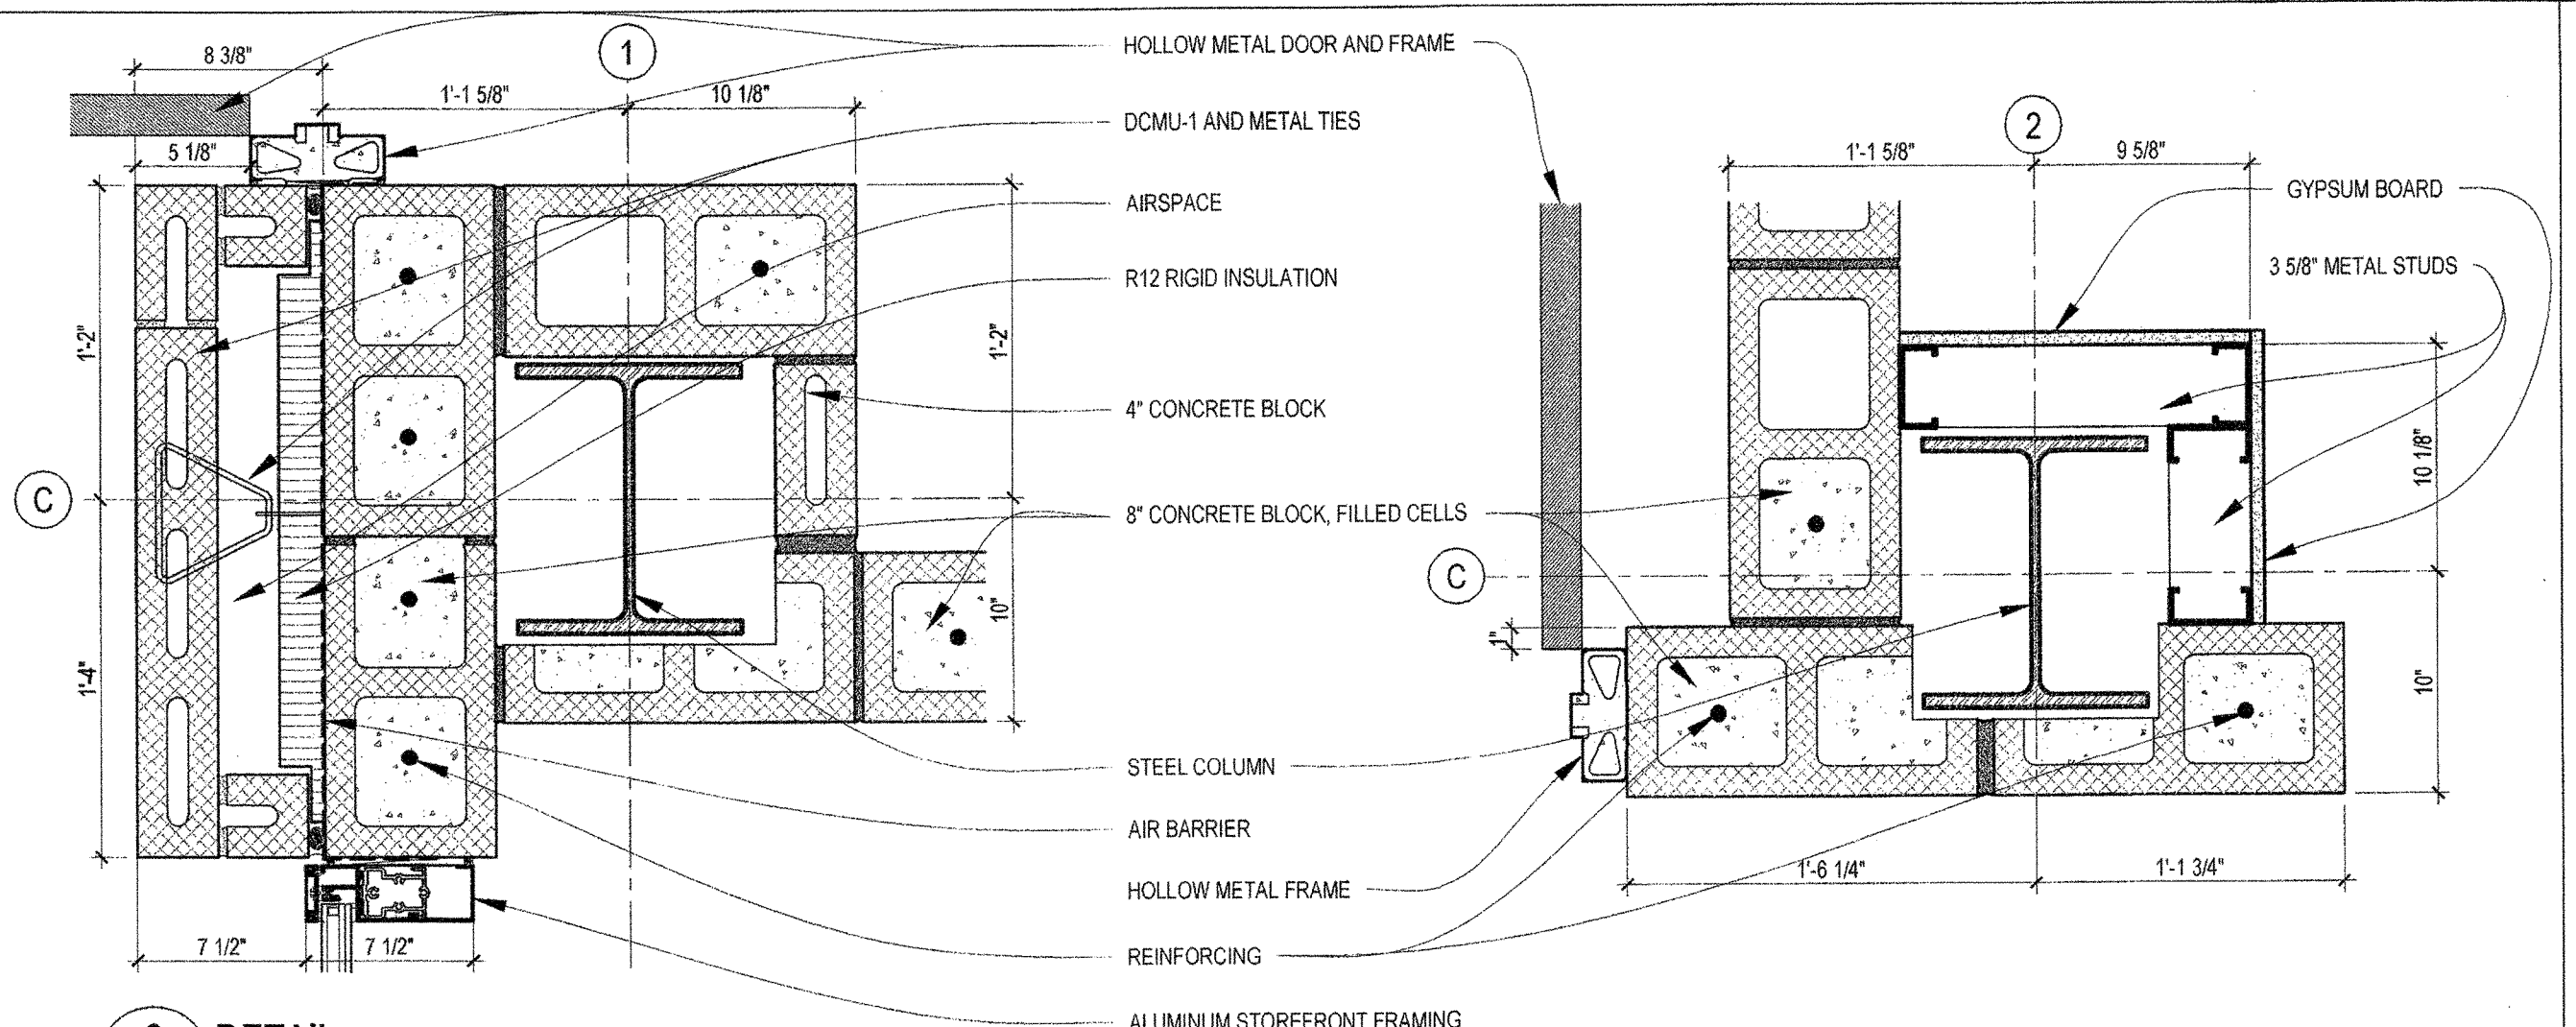 8 3/8"
1
1'-1 5/8"
10 1/8"
5 1/8"
1'-2"
1'-2"
C
1'-4"
10"
7 1/2"
7 1/2"
HOLLOW METAL DOOR AND FRAME
DCMU-1 AND METAL TIES
AIRSPACE
R12 RIGID INSULATION
4" CONCRETE BLOCK
8" CONCRETE BLOCK, FILLED CELLS
STEEL COLUMN
AIR BARRIER
HOLLOW METAL FRAME
REINFORCING
ALUMINUM STOREFRONT FRAMING
2
1'-1 5/8"
9 5/8"
GYPSUM BOARD
3 5/8" METAL STUDS
10 1/8"
C
1"
10"
1'-6 1/4"
1'-1 3/4"
DETAIL